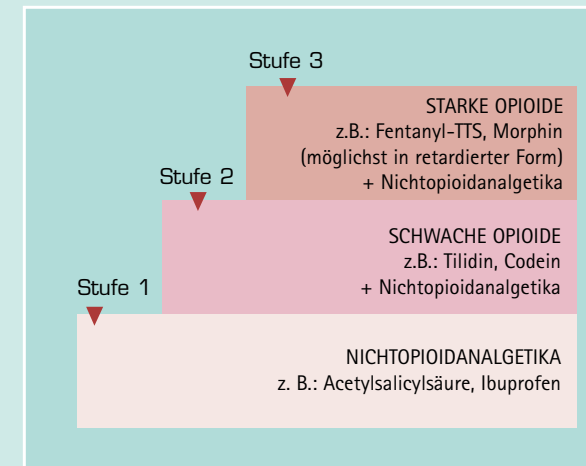 Stufe 3
STARKE OPIOIDE
z.B.: Fentanyl-TTS, Morphin
(möglichst in retardierter Form)
+ Nichtopioidanalgetika
Stufe 2
SCHWACHE OPIOIDE
z.B.: Tilidin, Codein
+ Nichtopioidanalgetika
Stufe 1
NICHTOPIOIDANALGETIKA
z. B.: Acetylsalicylsäure, Ibuprofen